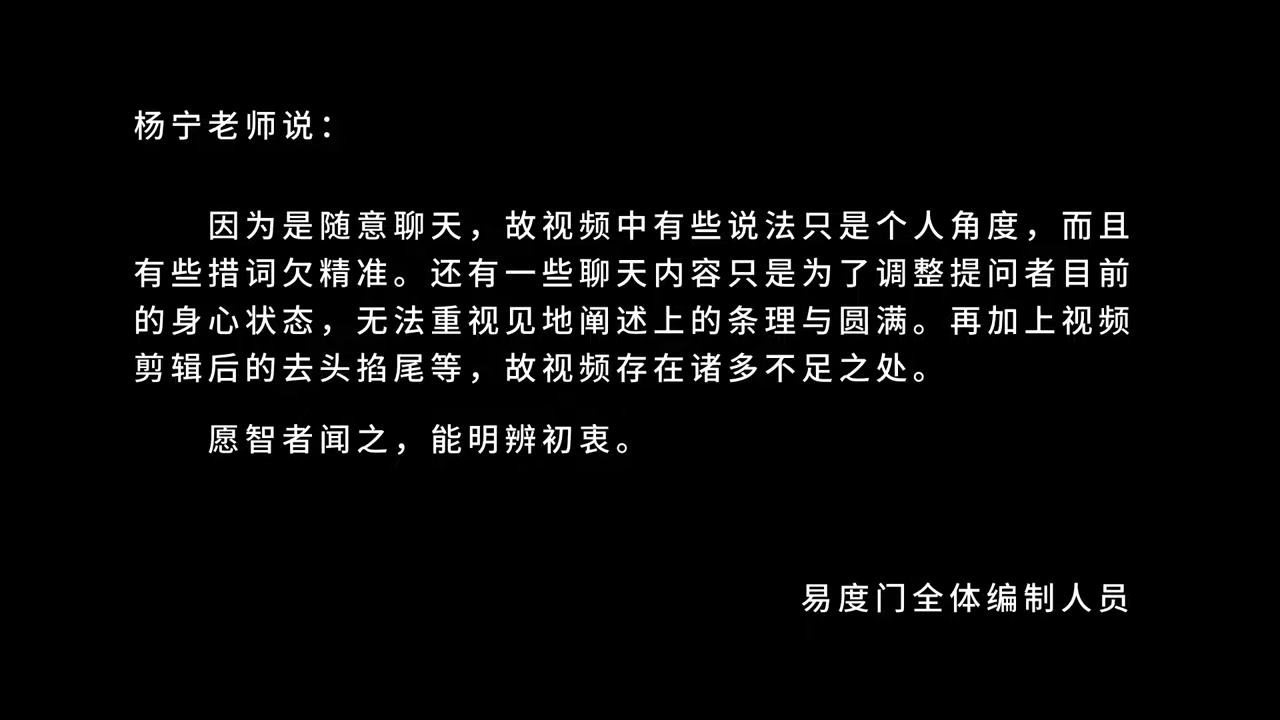 杨宁老师说：
因为是随意聊天，故视频中有些说法只是个人角度，而且
有些措词欠精准。还有一些聊天内容只是为了调整提问者目前
的身心状态，无法重视见地阐述上的条理与圆满。再加上视频
剪辑后的去头掐尾等，故视频存在诸多不足之处。
愿智者闻之，能明辨初衷。
易度门全体编制人员